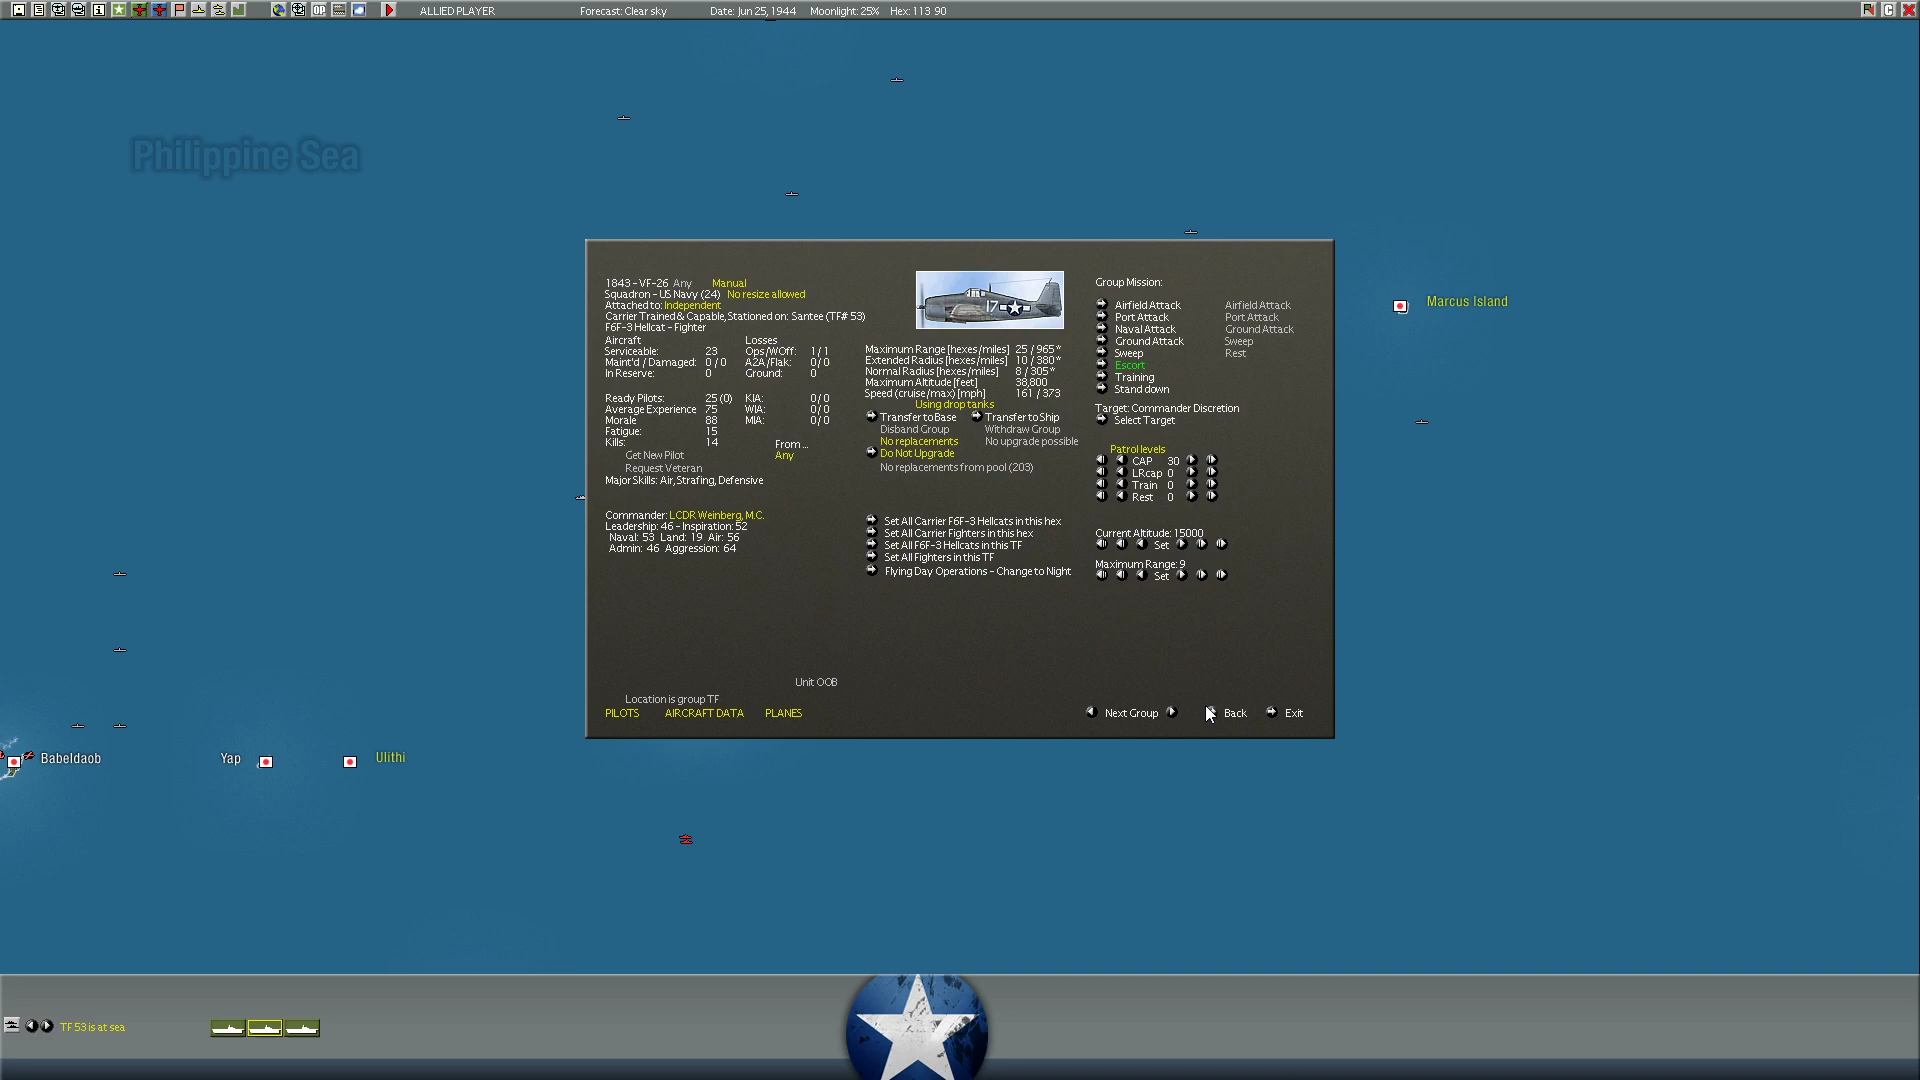 ALLIED PLAYER Forecast: Clear sky Date: Jun 25, 1944 Moonlight: 25% Hex: 113 90
Philippine Sea
Marcus Island
Babeldaob
Yap
Ulithi
1843 - VF-26 Any Manual
Squadron - US Navy (24) No resize allowed
Attached to: Independent
Carrier Trained & Capable, Stationed on: Santee (TF# 53)
F6F-3 Hellcat - Fighter
Aircraft Losses
Serviceable: 23 Ops/WOff: 1/1
Maint'd / Damaged: 0 / 0 A2A/Flak: 0/0
In Reserve: 0 Ground: 0
Ready Pilots: 25 (0) KIA: 0/0
Average Experience 75 WIA: 0/0
Morale 88 MIA: 0/0
Fatigue: 15
Kills: 14 From ...
Get New Pilot Any
Request Veteran
Major Skills: Air, Strafing, Defensive
Commander: LCDR Weinberg, M.C.
Leadership: 46 - Inspiration: 52
Naval: 53 Land: 19 Air: 56
Admin: 46 Aggression: 64
17
Maximum Range [hexes/miles] 25 / 965 *
Extended Radius [hexes/miles] 10 / 380 *
Normal Radius [hexes/miles] 8 / 305 *
Maximum Altitude [feet] 38,800
Speed (cruise/max) [mph] 161 / 373
Using drop tanks
Transfer to Base Transfer to Ship
Disband Group Withdraw Group
No replacements No upgrade possible
Do Not Upgrade
No replacements from pool (203)
Set All Carrier F6F-3 Hellcats in this hex
Set All Carrier Fighters in this hex
Set All F6F-3 Hellcats in this TF
Set All Fighters in this TF
Flying Day Operations - Change to Night
Group Mission:
Airfield Attack Airfield Attack
Port Attack Port Attack
Naval Attack Ground Attack
Ground Attack Sweep
Sweep Rest
Escort
Training
Stand down
Target: Commander Discretion
Select Target
Patrol levels
CAP 30
LRcap 0
Train 0
Rest 0
Current Altitude: 15000
Set
Maximum Range: 9
Set
Unit OOB
Location is group TF
PILOTS AIRCRAFT DATA PLANES
Next Group Back Exit
TF 53 is at sea